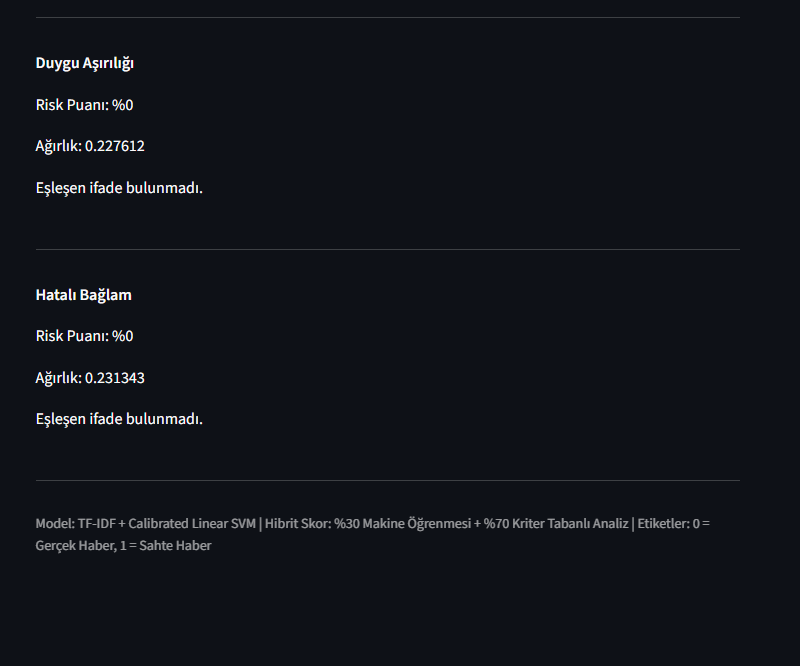 Duygu Aşırılığı
Risk Puanı: %0
Ağırlık: 0.227612
Eşleşen ifade bulunmadı.
Hatalı Bağlam
Risk Puanı: %0
Ağırlık: 0.231343
Eşleşen ifade bulunmadı.
Model: TF-IDF + Calibrated Linear SVM | Hibrit Skor: %30 Makine Öğrenmesi + %70 Kriter Tabanlı Analiz | Etiketler: 0 =
Gerçek Haber, 1 = Sahte Haber